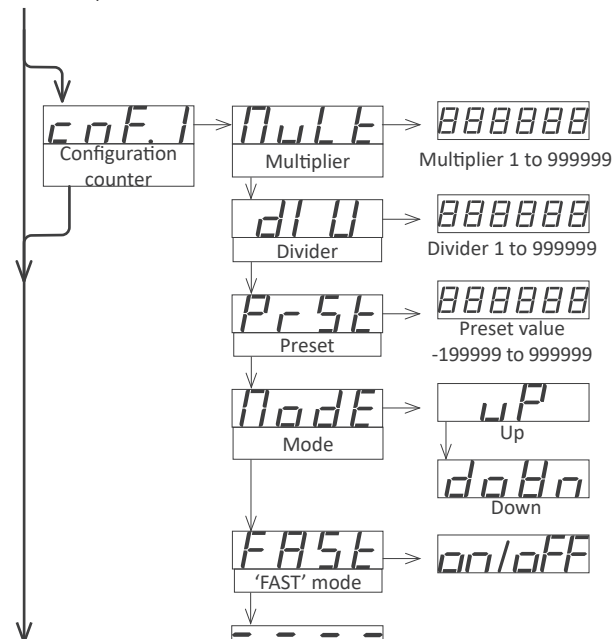 cnF.1
Configuration
counter
MuLt
Multiplier
888888
Multiplier 1 to 999999
dIV
Divider
888888
Divider 1 to 999999
PrSt
Preset
888888
Preset value
-199999 to 999999
ModE
Mode
uP
Up
doWn
Down
FASt
'FAST' mode
on/oFF
- - - -